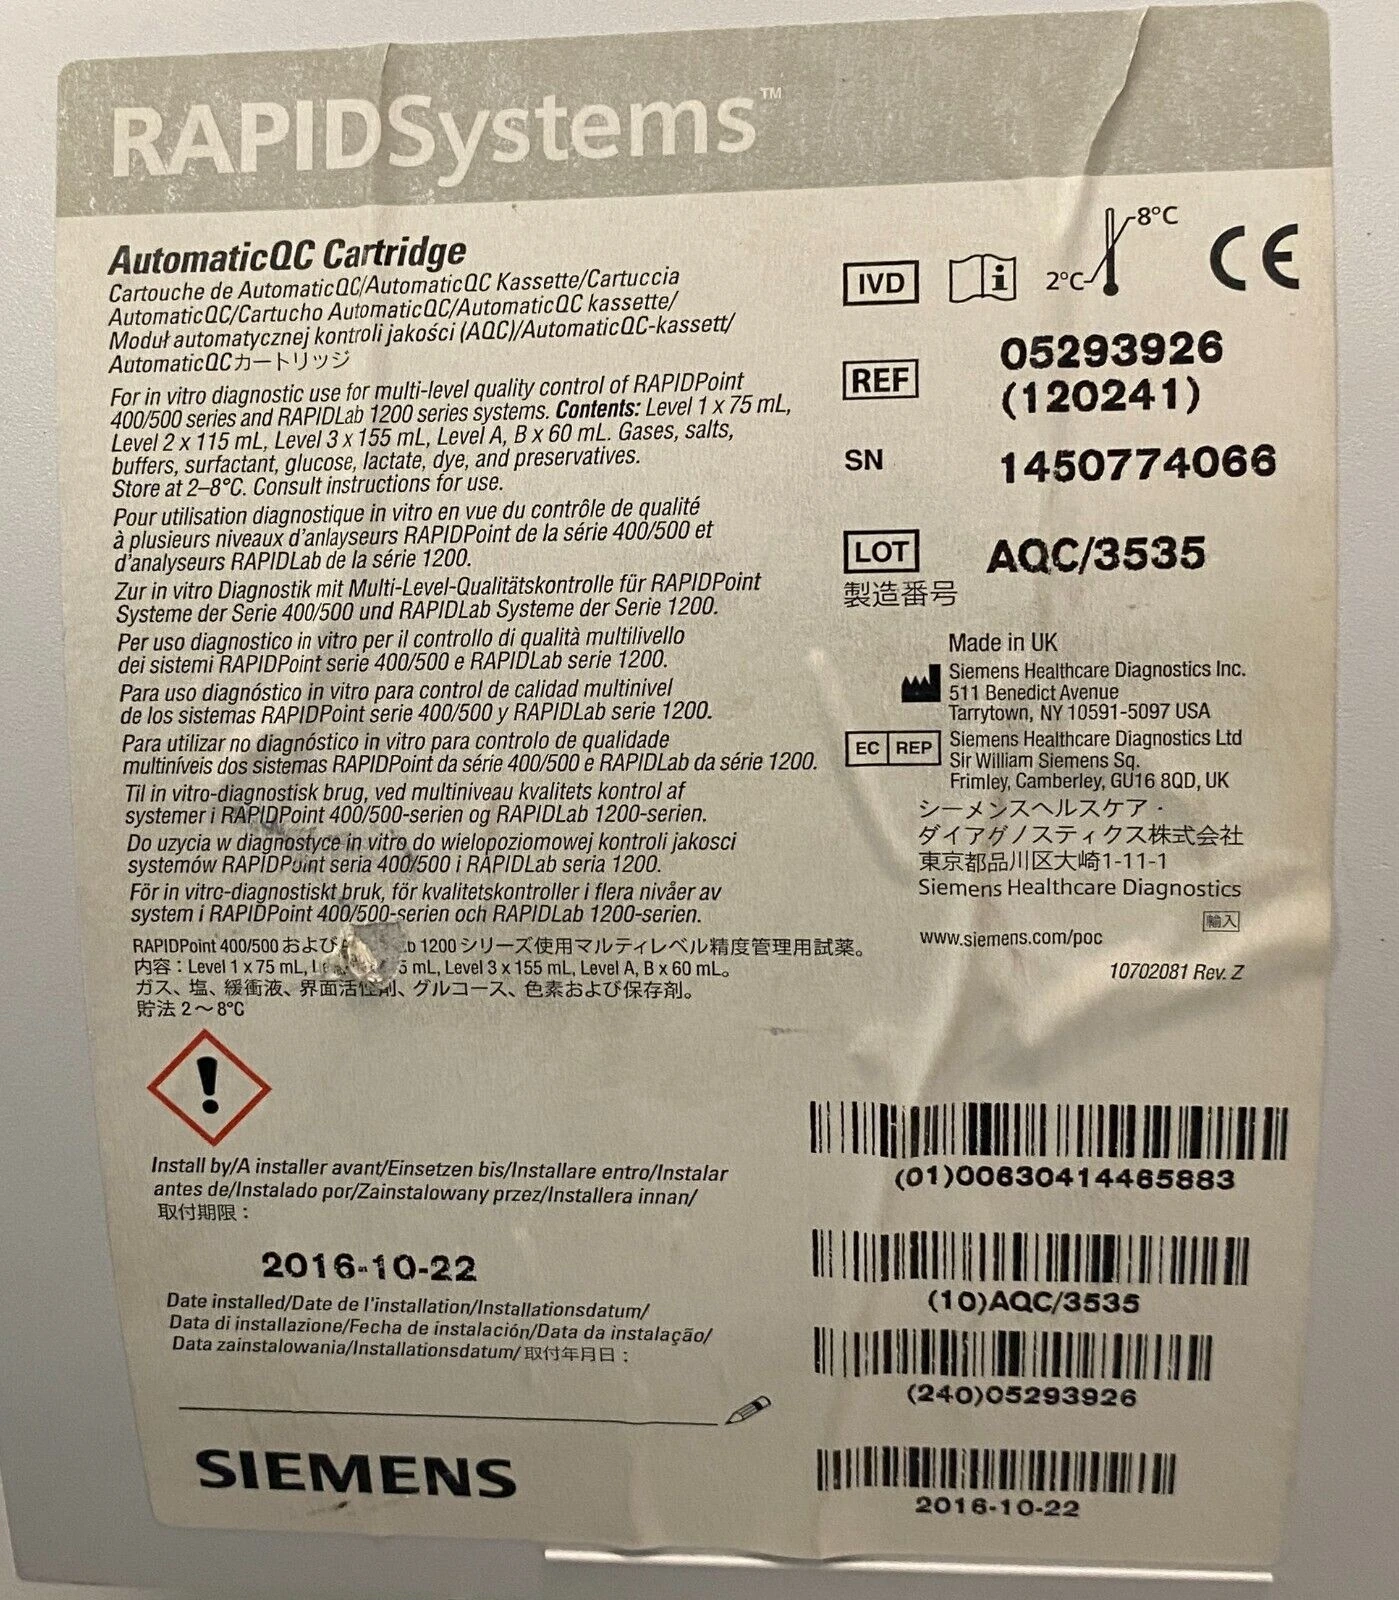 RAPIDSystems™
AutomaticQC Cartridge
Cartouche de AutomaticQC/AutomaticQC Kassette/Cartuccia
AutomaticQC/Cartucho AutomaticQC/AutomaticQC kassette/
Moduł automatycznej kontroli jakości (AQC)/AutomaticQC-kassett/
AutomaticQCカートリッジ
For in vitro diagnostic use for multi-level quality control of RAPIDPoint
400/500 series and RAPIDLab 1200 series systems. Contents: Level 1 x 75 mL,
Level 2 x 115 mL, Level 3 x 155 mL, Level A, B x 60 mL. Gases, salts,
buffers, surfactant, glucose, lactate, dye, and preservatives.
Store at 2–8°C. Consult instructions for use.
Pour utilisation diagnostique in vitro en vue du contrôle de qualité
à plusieurs niveaux d'anlayseurs RAPIDPoint de la série 400/500 et
d'analyseurs RAPIDLab de la série 1200.
Zur in vitro Diagnostik mit Multi-Level-Qualitätskontrolle für RAPIDPoint
Systeme der Serie 400/500 und RAPIDLab Systeme der Serie 1200.
Per uso diagnostico in vitro per il controllo di qualità multilivello
dei sistemi RAPIDPoint serie 400/500 e RAPIDLab serie 1200.
Para uso diagnóstico in vitro para control de calidad multinivel
de los sistemas RAPIDPoint serie 400/500 y RAPIDLab serie 1200.
Para utilizar no diagnóstico in vitro para controlo de qualidade
multiníveis dos sistemas RAPIDPoint da série 400/500 e RAPIDLab da série 1200.
Til in vitro-diagnostisk brug, ved multiniveau kvalitets kontrol af
systemer i RAPIDPoint 400/500-serien og RAPIDLab 1200-serien.
Do uzycia w diagnostyce in vitro do wielopoziomowej kontroli jakosci
systemów RAPIDPoint seria 400/500 i RAPIDLab seria 1200.
För in vitro-diagnostiskt bruk, för kvalitetskontroller i flera nivåer av
system i RAPIDPoint 400/500-serien och RAPIDLab 1200-serien.
RAPIDPoint 400/500 および 1200 シリーズ使用マルティレベル精度管理用試薬。
内容：Level 1 x 75 mL, 5 mL, Level 3 x 155 mL, Level A, B x 60 mL。
ガス、塩、緩衝液、界面活性剤、グルコース、色素および保存剤。
貯法 2～8°C
Install by/A installer avant/Einsetzen bis/Installare entro/Instalar
antes de/Instalado por/Zainstalowany przez/Installera innan/
取付期限：
2016-10-22
Date installed/Date de l'installation/Installationsdatum/
Data di installazione/Fecha de instalación/Data da instalação/
Data zainstalowania/Installationsdatum/取付年月日：
SIEMENS
IVD
i
2°C
8°C
CE
REF
05293926
(120241)
SN
1450774066
LOT
AQC/3535
製造番号
Made in UK
Siemens Healthcare Diagnostics Inc.
511 Benedict Avenue
Tarrytown, NY 10591-5097 USA
EC REP
Siemens Healthcare Diagnostics Ltd
Sir William Siemens Sq.
Frimley, Camberley, GU16 8QD, UK
シーメンスヘルスケア・
ダイアグノスティクス株式会社
東京都品川区大崎1-11-1
Siemens Healthcare Diagnostics
輸入
www.siemens.com/poc
10702081 Rev. Z
(01)00630414465883
(10)AQC/3535
(240)05293926
2016-10-22